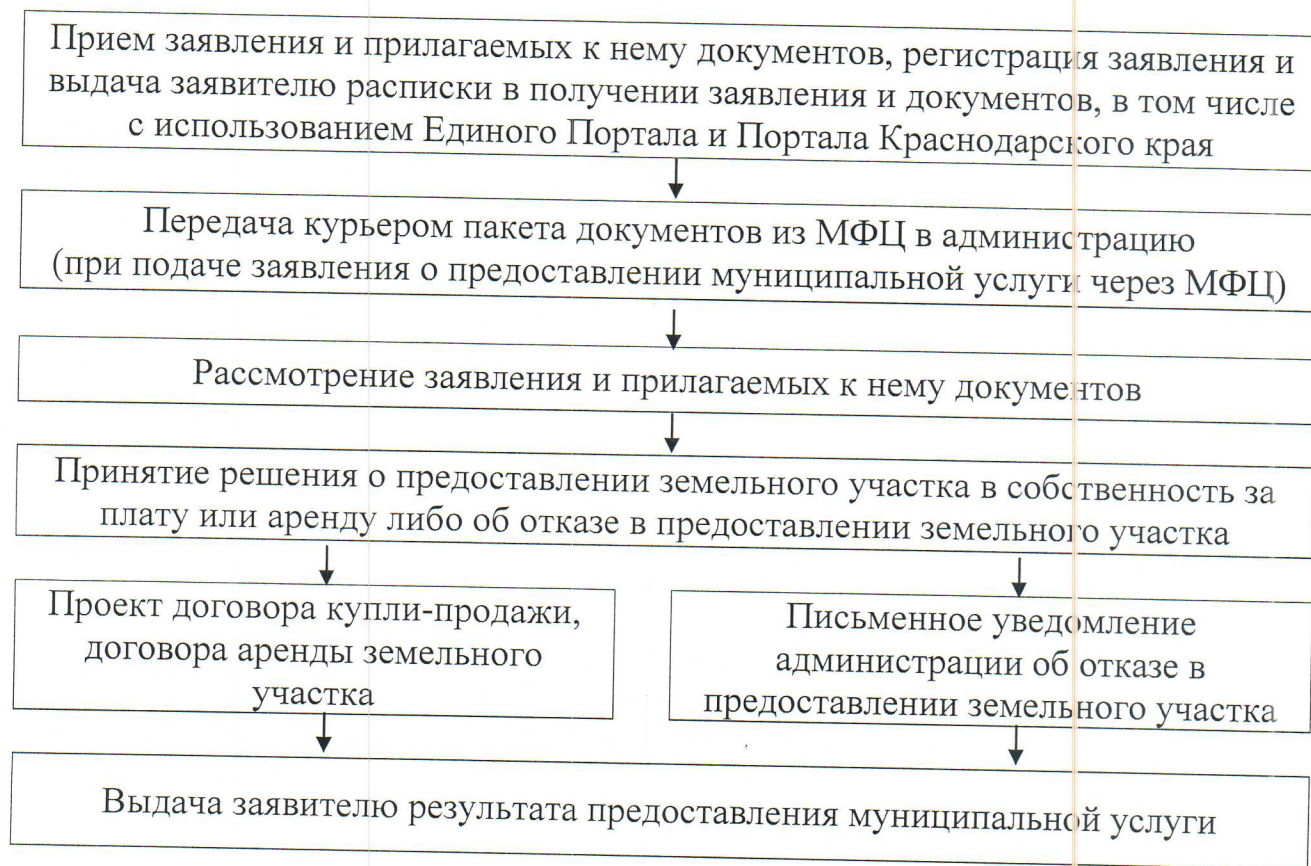 Прием заявления и прилагаемых к нему документов, регистрация заявления и
выдача заявителю расписки в получении заявления и документов, в том числе
с использованием Единого Портала и Портала Краснодарского края
Передача курьером пакета документов из МФЦ в администрацию
(при подаче заявления о предоставлении муниципальной услуги через МФЦ)
Рассмотрение заявления и прилагаемых к нему документов
Принятие решения о предоставлении земельного участка в собственность за
плату или аренду либо об отказе в предоставлении земельного участка
Проект договора купли-продажи,
договора аренды земельного
участка
Письменное уведомление
администрации об отказе в
предоставлении земельного участка
Выдача заявителю результата предоставления муниципальной услуги